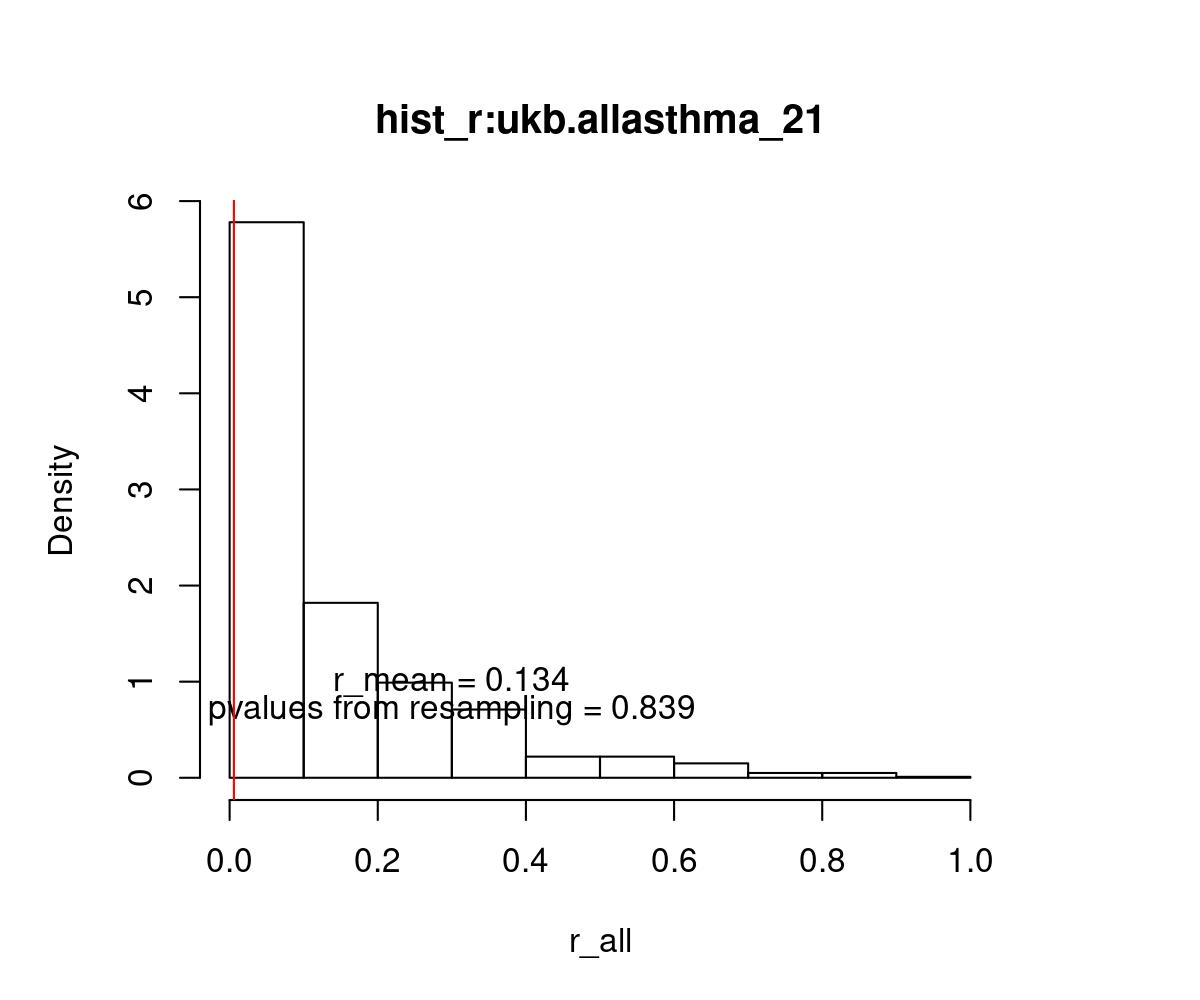 hist_r:ukb.allasthma_21
6
5
4
3
2
1
0
Density
r_mean = 0.134
pvalues from resampling = 0.839
0.0 0.2 0.4 0.6 0.8 1.0
r_all